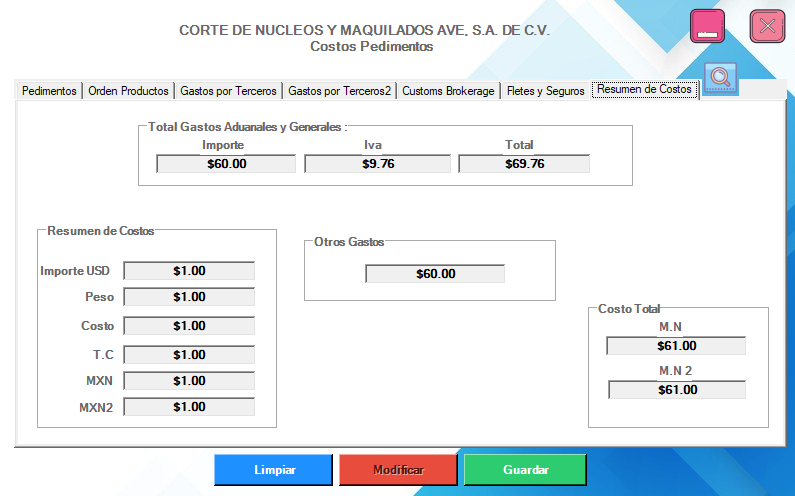 CORTE DE NUCLEOS Y MAQUILADOS AVE, S.A. DE C.V.
Costos Pedimentos
Pedimentos Orden Productos Gastos por Terceros Gastos por Terceros2 Customs Brokerage Fletes y Seguros Resumen de Costos
Total Gastos Aduanales y Generales :
Importe Iva Total
$60.00 $9.76 $69.76
Resumen de Costos
Importe USD $1.00
Peso $1.00
Costo $1.00
T.C $1.00
MXN $1.00
MXN2 $1.00
Otros Gastos
$60.00
Costo Total
M.N
$61.00
M.N 2
$61.00
Limpiar Modificar Guardar